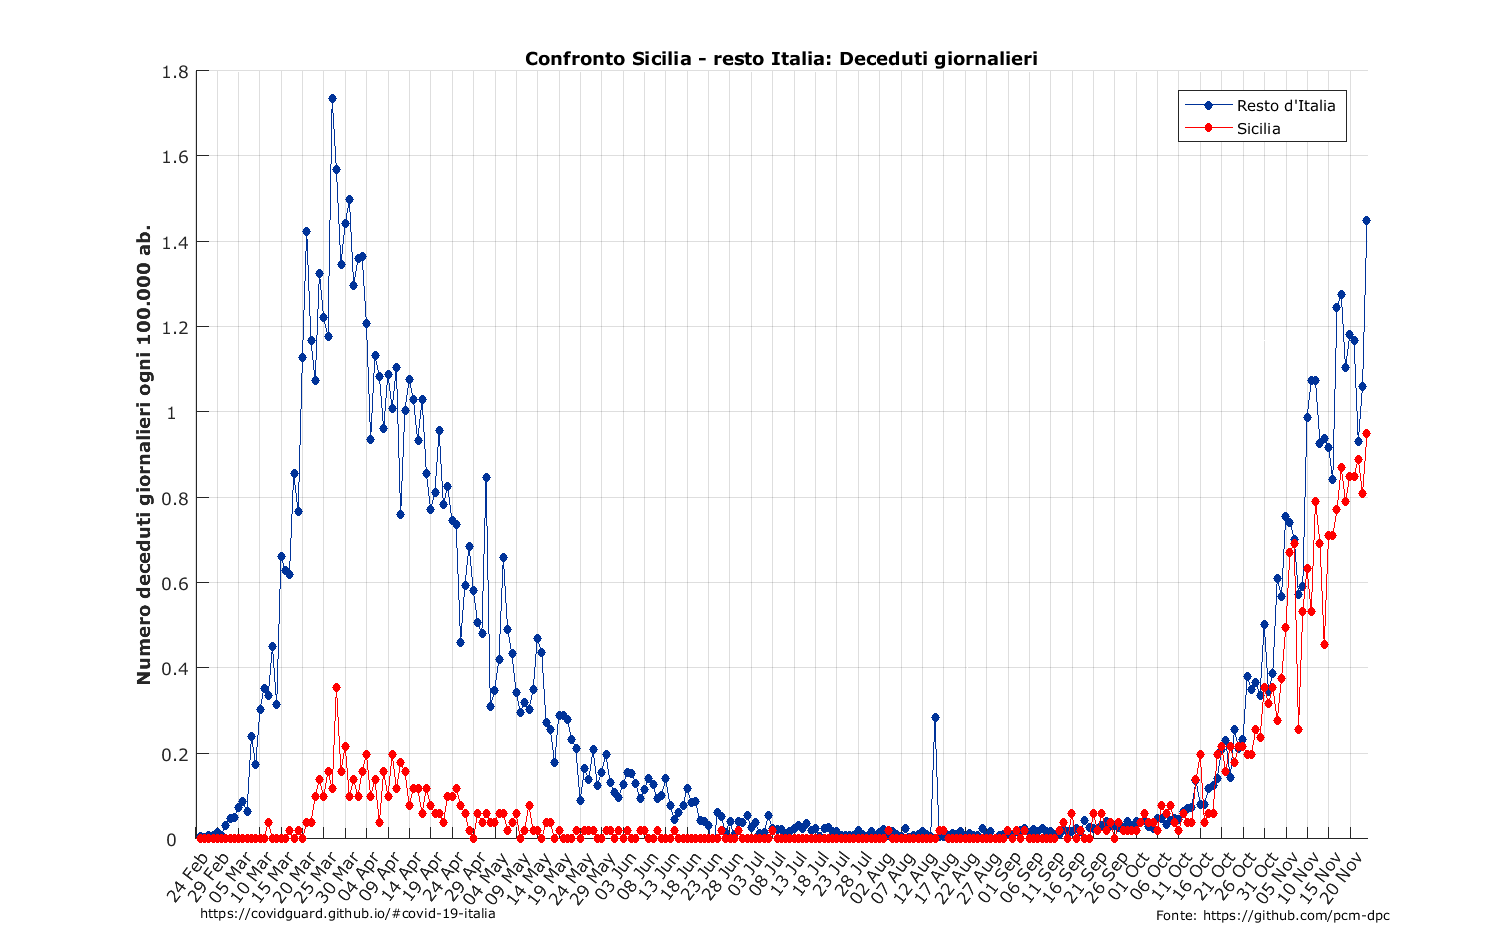 Confronto Sicilia - resto Italia: Deceduti giornalieri
Numero deceduti giornalieri ogni 100.000 ab.
1.8
1.6
1.4
1.2
1
0.8
0.6
0.4
0.2
0
Resto d'Italia
Sicilia
24 Feb
29 Feb
05 Mar
10 Mar
15 Mar
20 Mar
25 Mar
30 Mar
04 Apr
09 Apr
14 Apr
19 Apr
24 Apr
29 Apr
04 May
09 May
14 May
19 May
24 May
29 May
03 Jun
08 Jun
13 Jun
18 Jun
23 Jun
28 Jun
03 Jul
08 Jul
13 Jul
18 Jul
23 Jul
28 Jul
02 Aug
07 Aug
12 Aug
17 Aug
22 Aug
27 Aug
01 Sep
06 Sep
11 Sep
16 Sep
21 Sep
26 Sep
01 Oct
06 Oct
11 Oct
16 Oct
21 Oct
26 Oct
31 Oct
05 Nov
10 Nov
15 Nov
20 Nov
https://covidguard.github.io/#covid-19-italia
Fonte: https://github.com/pcm-dpc